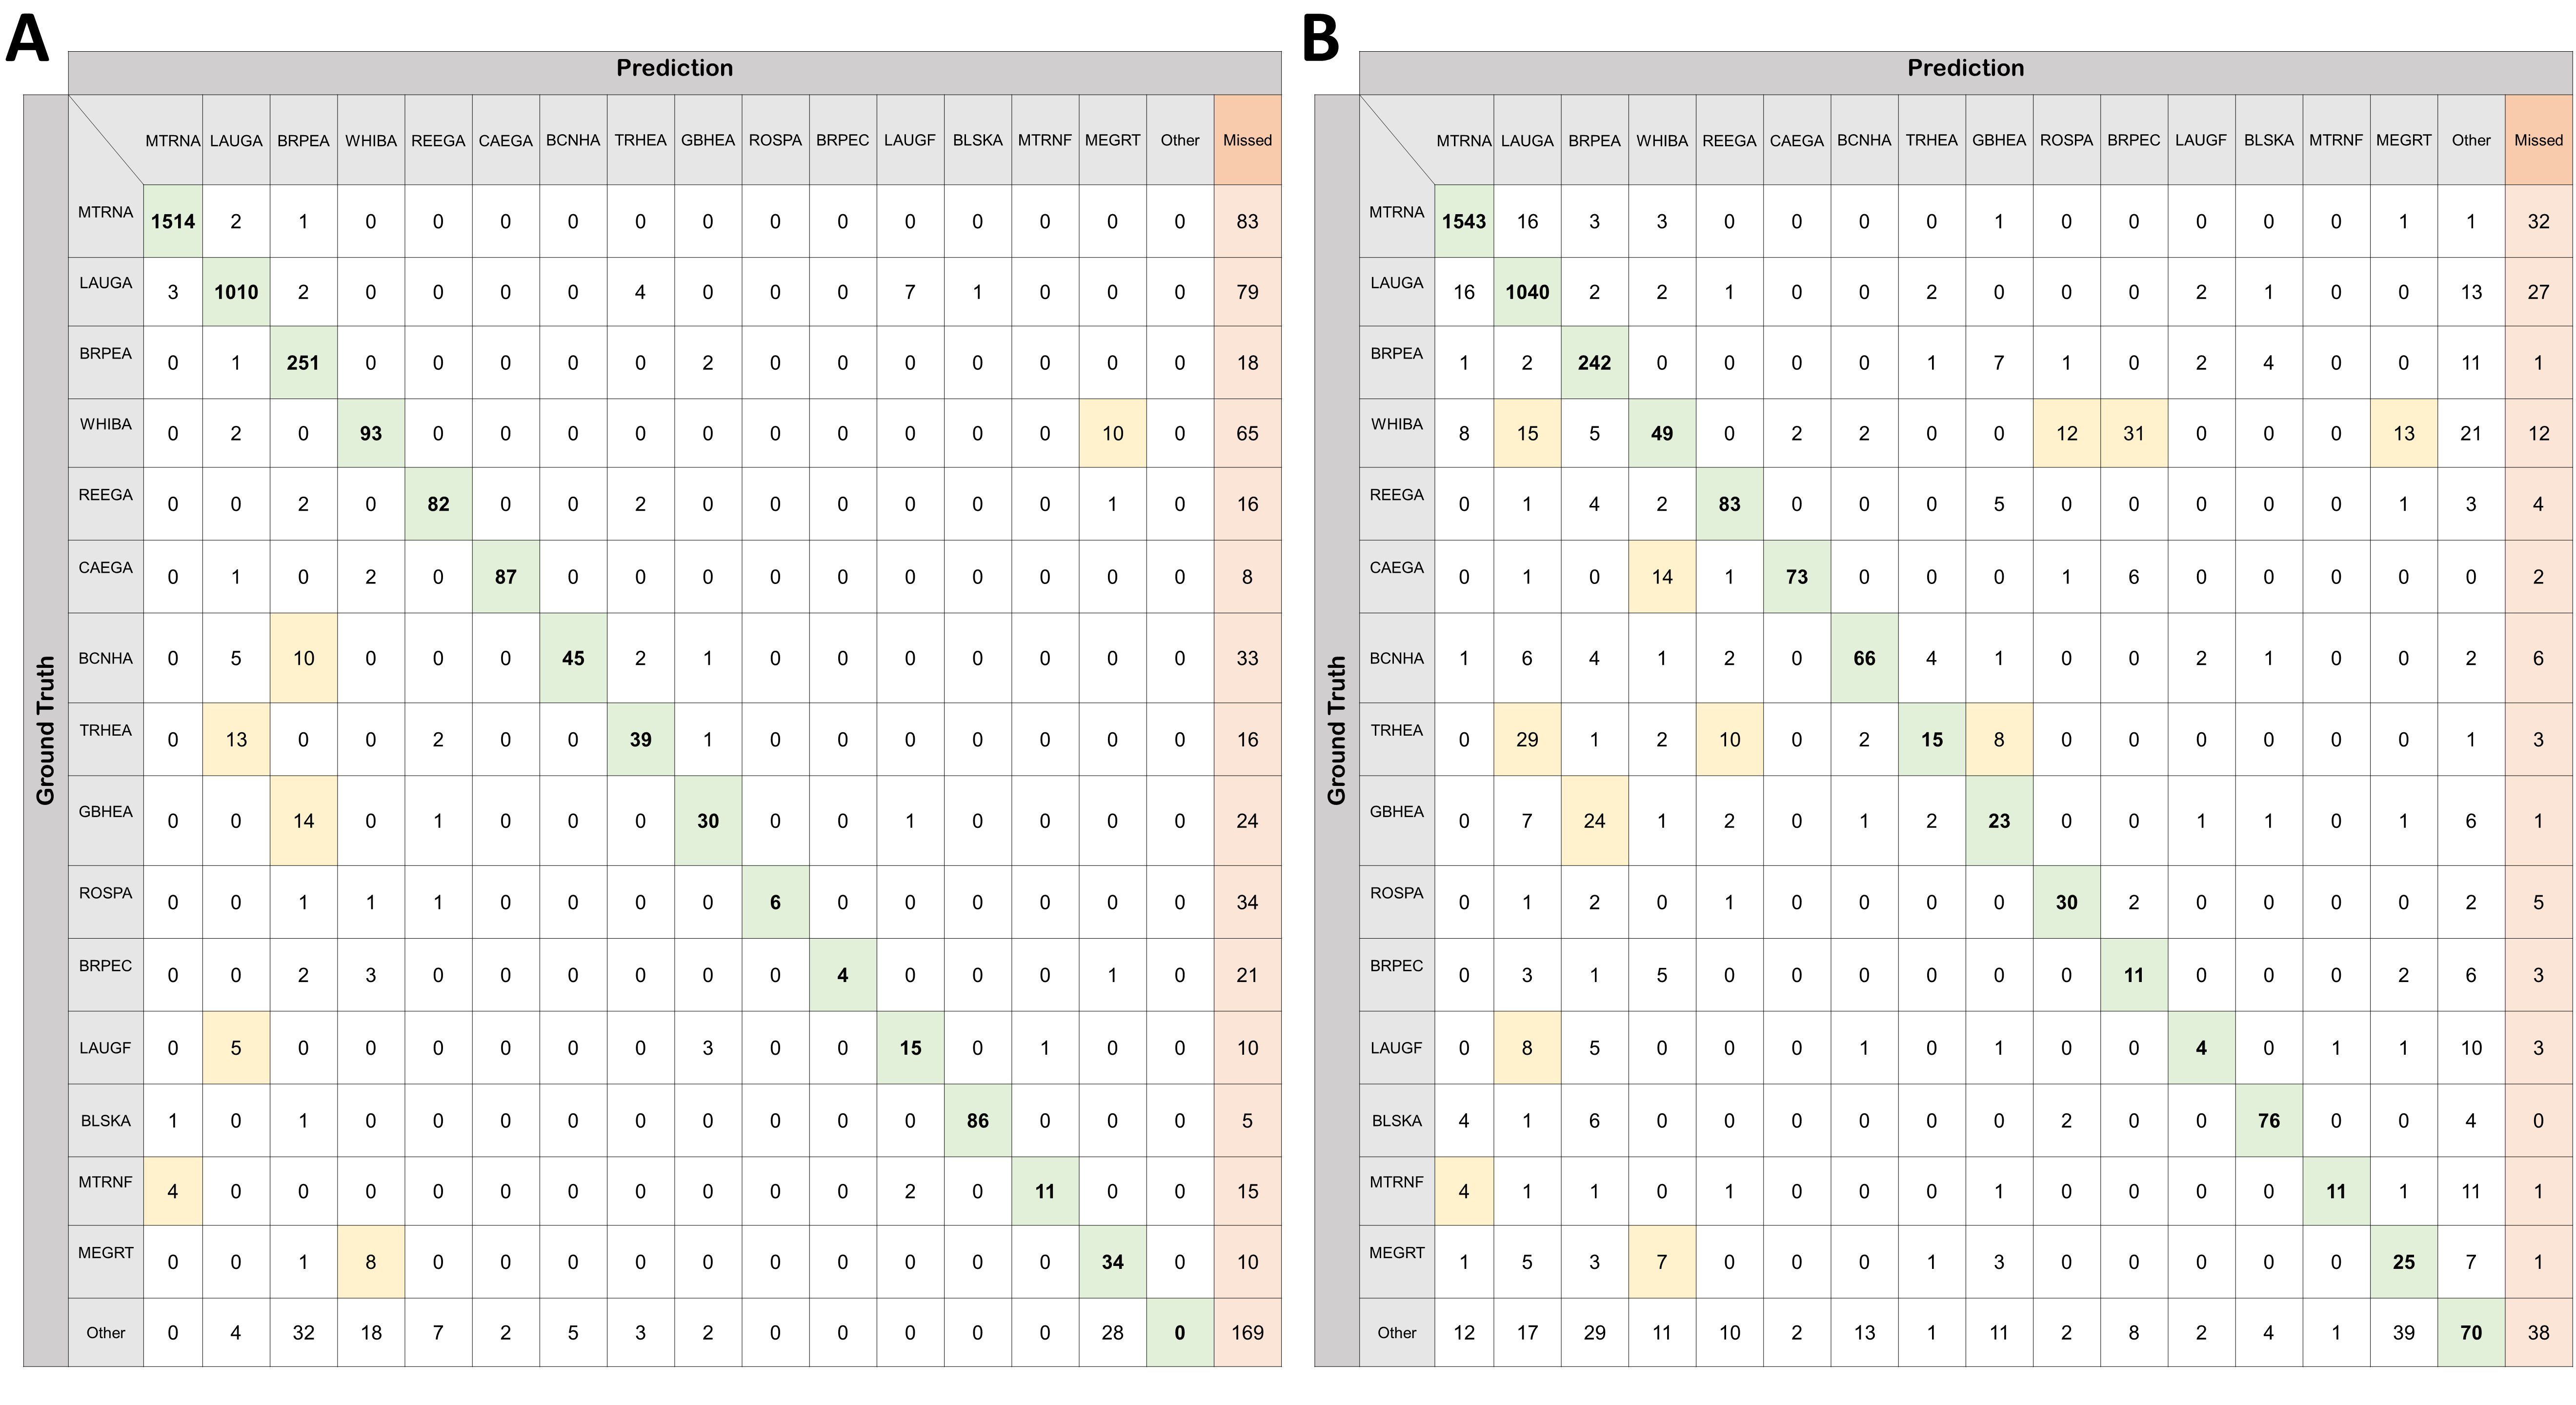 A
Prediction
MTRNA LAUGA BRPEA WHIBA REEGA CAEGA BCNHA TRHEA GBHEA ROSPA BRPEC LAUGF BLSKA MTRNF MEGRT Other Missed
Ground Truth
MTRNA 1514 2 1 0 0 0 0 0 0 0 0 0 0 0 0 0 83
LAUGA 3 1010 2 0 0 0 0 4 0 0 0 7 1 0 0 0 79
BRPEA 0 1 251 0 0 0 0 0 2 0 0 0 0 0 0 0 18
WHIBA 0 2 0 93 0 0 0 0 0 0 0 0 0 0 10 0 65
REEGA 0 0 2 0 82 0 0 2 0 0 0 0 0 0 1 0 16
CAEGA 0 1 0 2 0 87 0 0 0 0 0 0 0 0 0 0 8
BCNHA 0 5 10 0 0 0 45 2 1 0 0 0 0 0 0 0 33
TRHEA 0 13 0 0 2 0 0 39 1 0 0 0 0 0 0 0 16
GBHEA 0 0 14 0 1 0 0 0 30 0 0 1 0 0 0 0 24
ROSPA 0 0 1 1 1 0 0 0 0 6 0 0 0 0 0 0 34
BRPEC 0 0 2 3 0 0 0 0 0 0 4 0 0 0 1 0 21
LAUGF 0 5 0 0 0 0 0 0 3 0 0 15 0 1 0 0 10
BLSKA 1 0 1 0 0 0 0 0 0 0 0 0 86 0 0 0 5
MTRNF 4 0 0 0 0 0 0 0 0 0 0 2 0 11 0 0 15
MEGRT 0 0 1 8 0 0 0 0 0 0 0 0 0 0 34 0 10
Other 0 4 32 18 7 2 5 3 2 0 0 0 0 0 28 0 169
B
Prediction
MTRNA LAUGA BRPEA WHIBA REEGA CAEGA BCNHA TRHEA GBHEA ROSPA BRPEC LAUGF BLSKA MTRNF MEGRT Other Missed
Ground Truth
MTRNA 1543 16 3 3 0 0 0 0 1 0 0 0 0 0 1 1 32
LAUGA 16 1040 2 2 1 0 0 2 0 0 0 2 1 0 0 13 27
BRPEA 1 2 242 0 0 0 0 1 7 1 0 2 4 0 0 11 1
WHIBA 8 15 5 49 0 2 2 0 0 12 31 0 0 0 13 21 12
REEGA 0 1 4 2 83 0 0 0 5 0 0 0 0 0 1 3 4
CAEGA 0 1 0 14 1 73 0 0 0 1 6 0 0 0 0 0 2
BCNHA 1 6 4 1 2 0 66 4 1 0 0 2 1 0 0 2 6
TRHEA 0 29 1 2 10 0 2 15 8 0 0 0 0 0 0 1 3
GBHEA 0 7 24 1 2 0 1 2 23 0 0 1 1 0 1 6 1
ROSPA 0 1 2 0 1 0 0 0 0 30 2 0 0 0 0 2 5
BRPEC 0 3 1 5 0 0 0 0 0 0 11 0 0 0 2 6 3
LAUGF 0 8 5 0 0 0 1 0 1 0 0 4 0 1 1 10 3
BLSKA 4 1 6 0 0 0 0 0 0 2 0 0 76 0 0 4 0
MTRNF 4 1 1 0 1 0 0 0 1 0 0 0 0 11 1 11 1
MEGRT 1 5 3 7 0 0 0 1 3 0 0 0 0 0 25 7 1
Other 12 17 29 11 10 2 13 1 11 2 8 2 4 1 39 70 38